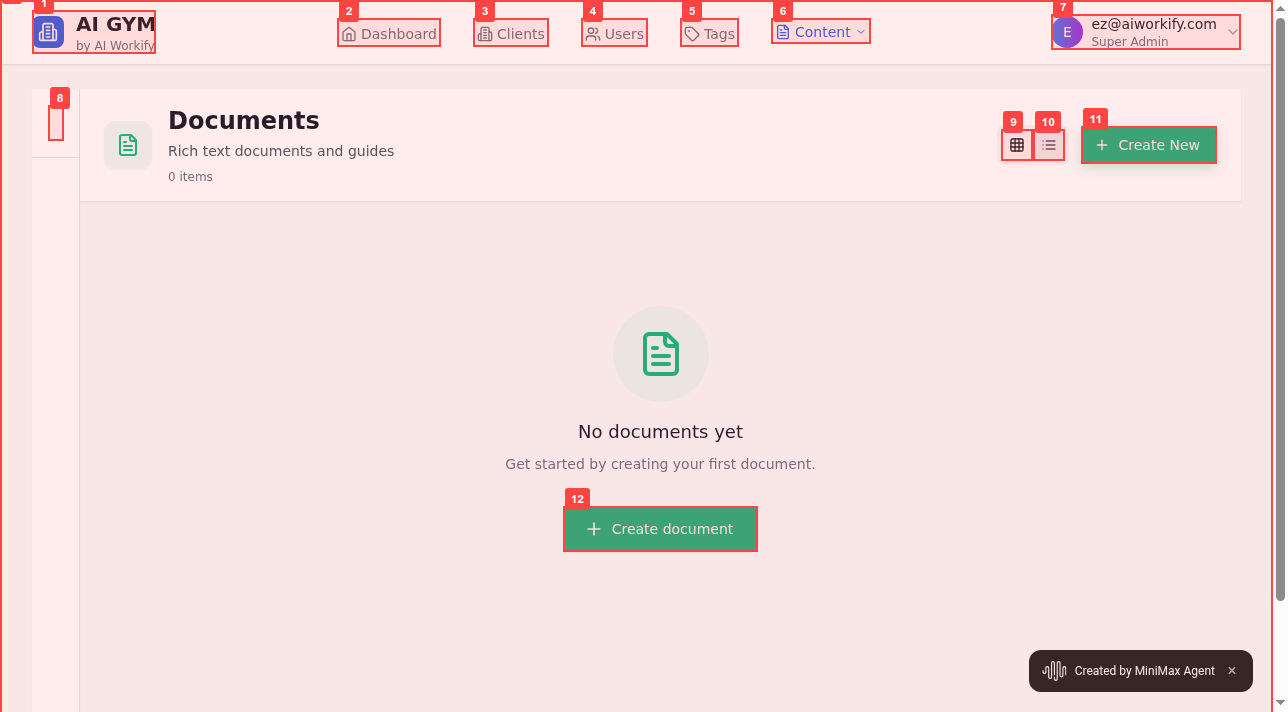 1
AI GYM
by AI Workify
2
Dashboard
3
Clients
4
Users
5
Tags
6
Content
7
E
ez@aiworkify.com
Super Admin
8
Documents
Rich text documents and guides
0 items
9
10
11
Create New
No documents yet
Get started by creating your first document.
12
Create document
Created by MiniMax Agent ×